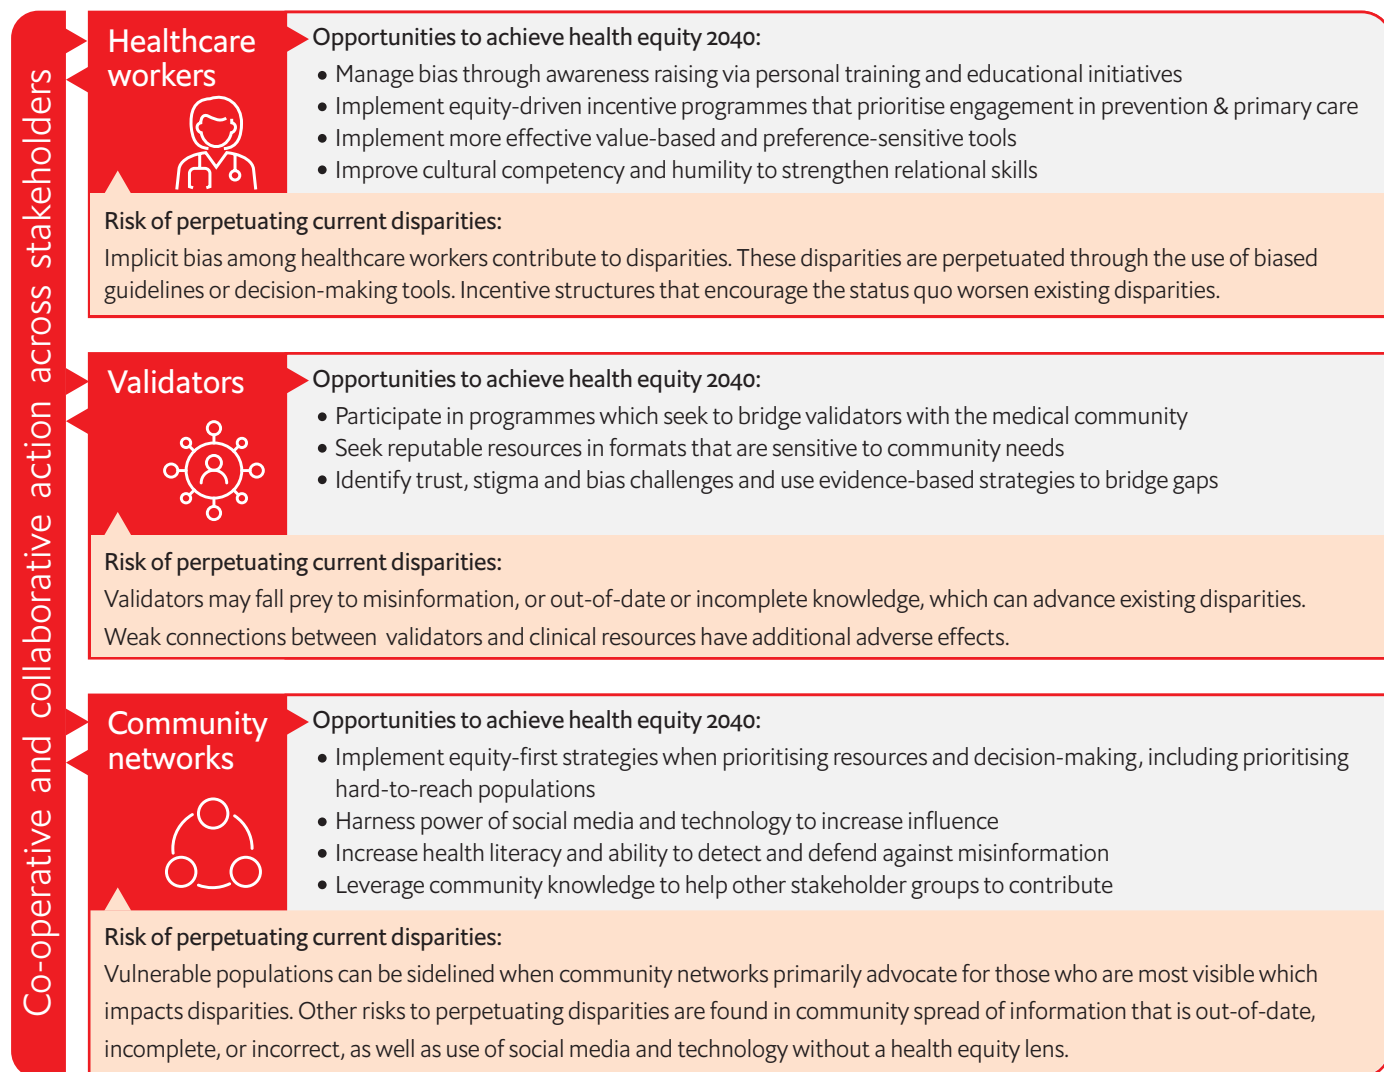 Co-operative and collaborative action across stakeholders
Healthcare
workers
Opportunities to achieve health equity 2040:
• Manage bias through awareness raising via personal training and educational initiatives
• Implement equity-driven incentive programmes that prioritise engagement in prevention & primary care
• Implement more effective value-based and preference-sensitive tools
• Improve cultural competency and humility to strengthen relational skills
Risk of perpetuating current disparities:
Implicit bias among healthcare workers contribute to disparities. These disparities are perpetuated through the use of biased
guidelines or decision-making tools. Incentive structures that encourage the status quo worsen existing disparities.
Validators
Opportunities to achieve health equity 2040:
• Participate in programmes which seek to bridge validators with the medical community
• Seek reputable resources in formats that are sensitive to community needs
• Identify trust, stigma and bias challenges and use evidence-based strategies to bridge gaps
Risk of perpetuating current disparities:
Validators may fall prey to misinformation, or out-of-date or incomplete knowledge, which can advance existing disparities.
Weak connections between validators and clinical resources have additional adverse effects.
Community
networks
Opportunities to achieve health equity 2040:
• Implement equity-first strategies when prioritising resources and decision-making, including prioritising
hard-to-reach populations
• Harness power of social media and technology to increase influence
• Increase health literacy and ability to detect and defend against misinformation
• Leverage community knowledge to help other stakeholder groups to contribute
Risk of perpetuating current disparities:
Vulnerable populations can be sidelined when community networks primarily advocate for those who are most visible which
impacts disparities. Other risks to perpetuating disparities are found in community spread of information that is out-of-date,
incomplete, or incorrect, as well as use of social media and technology without a health equity lens.